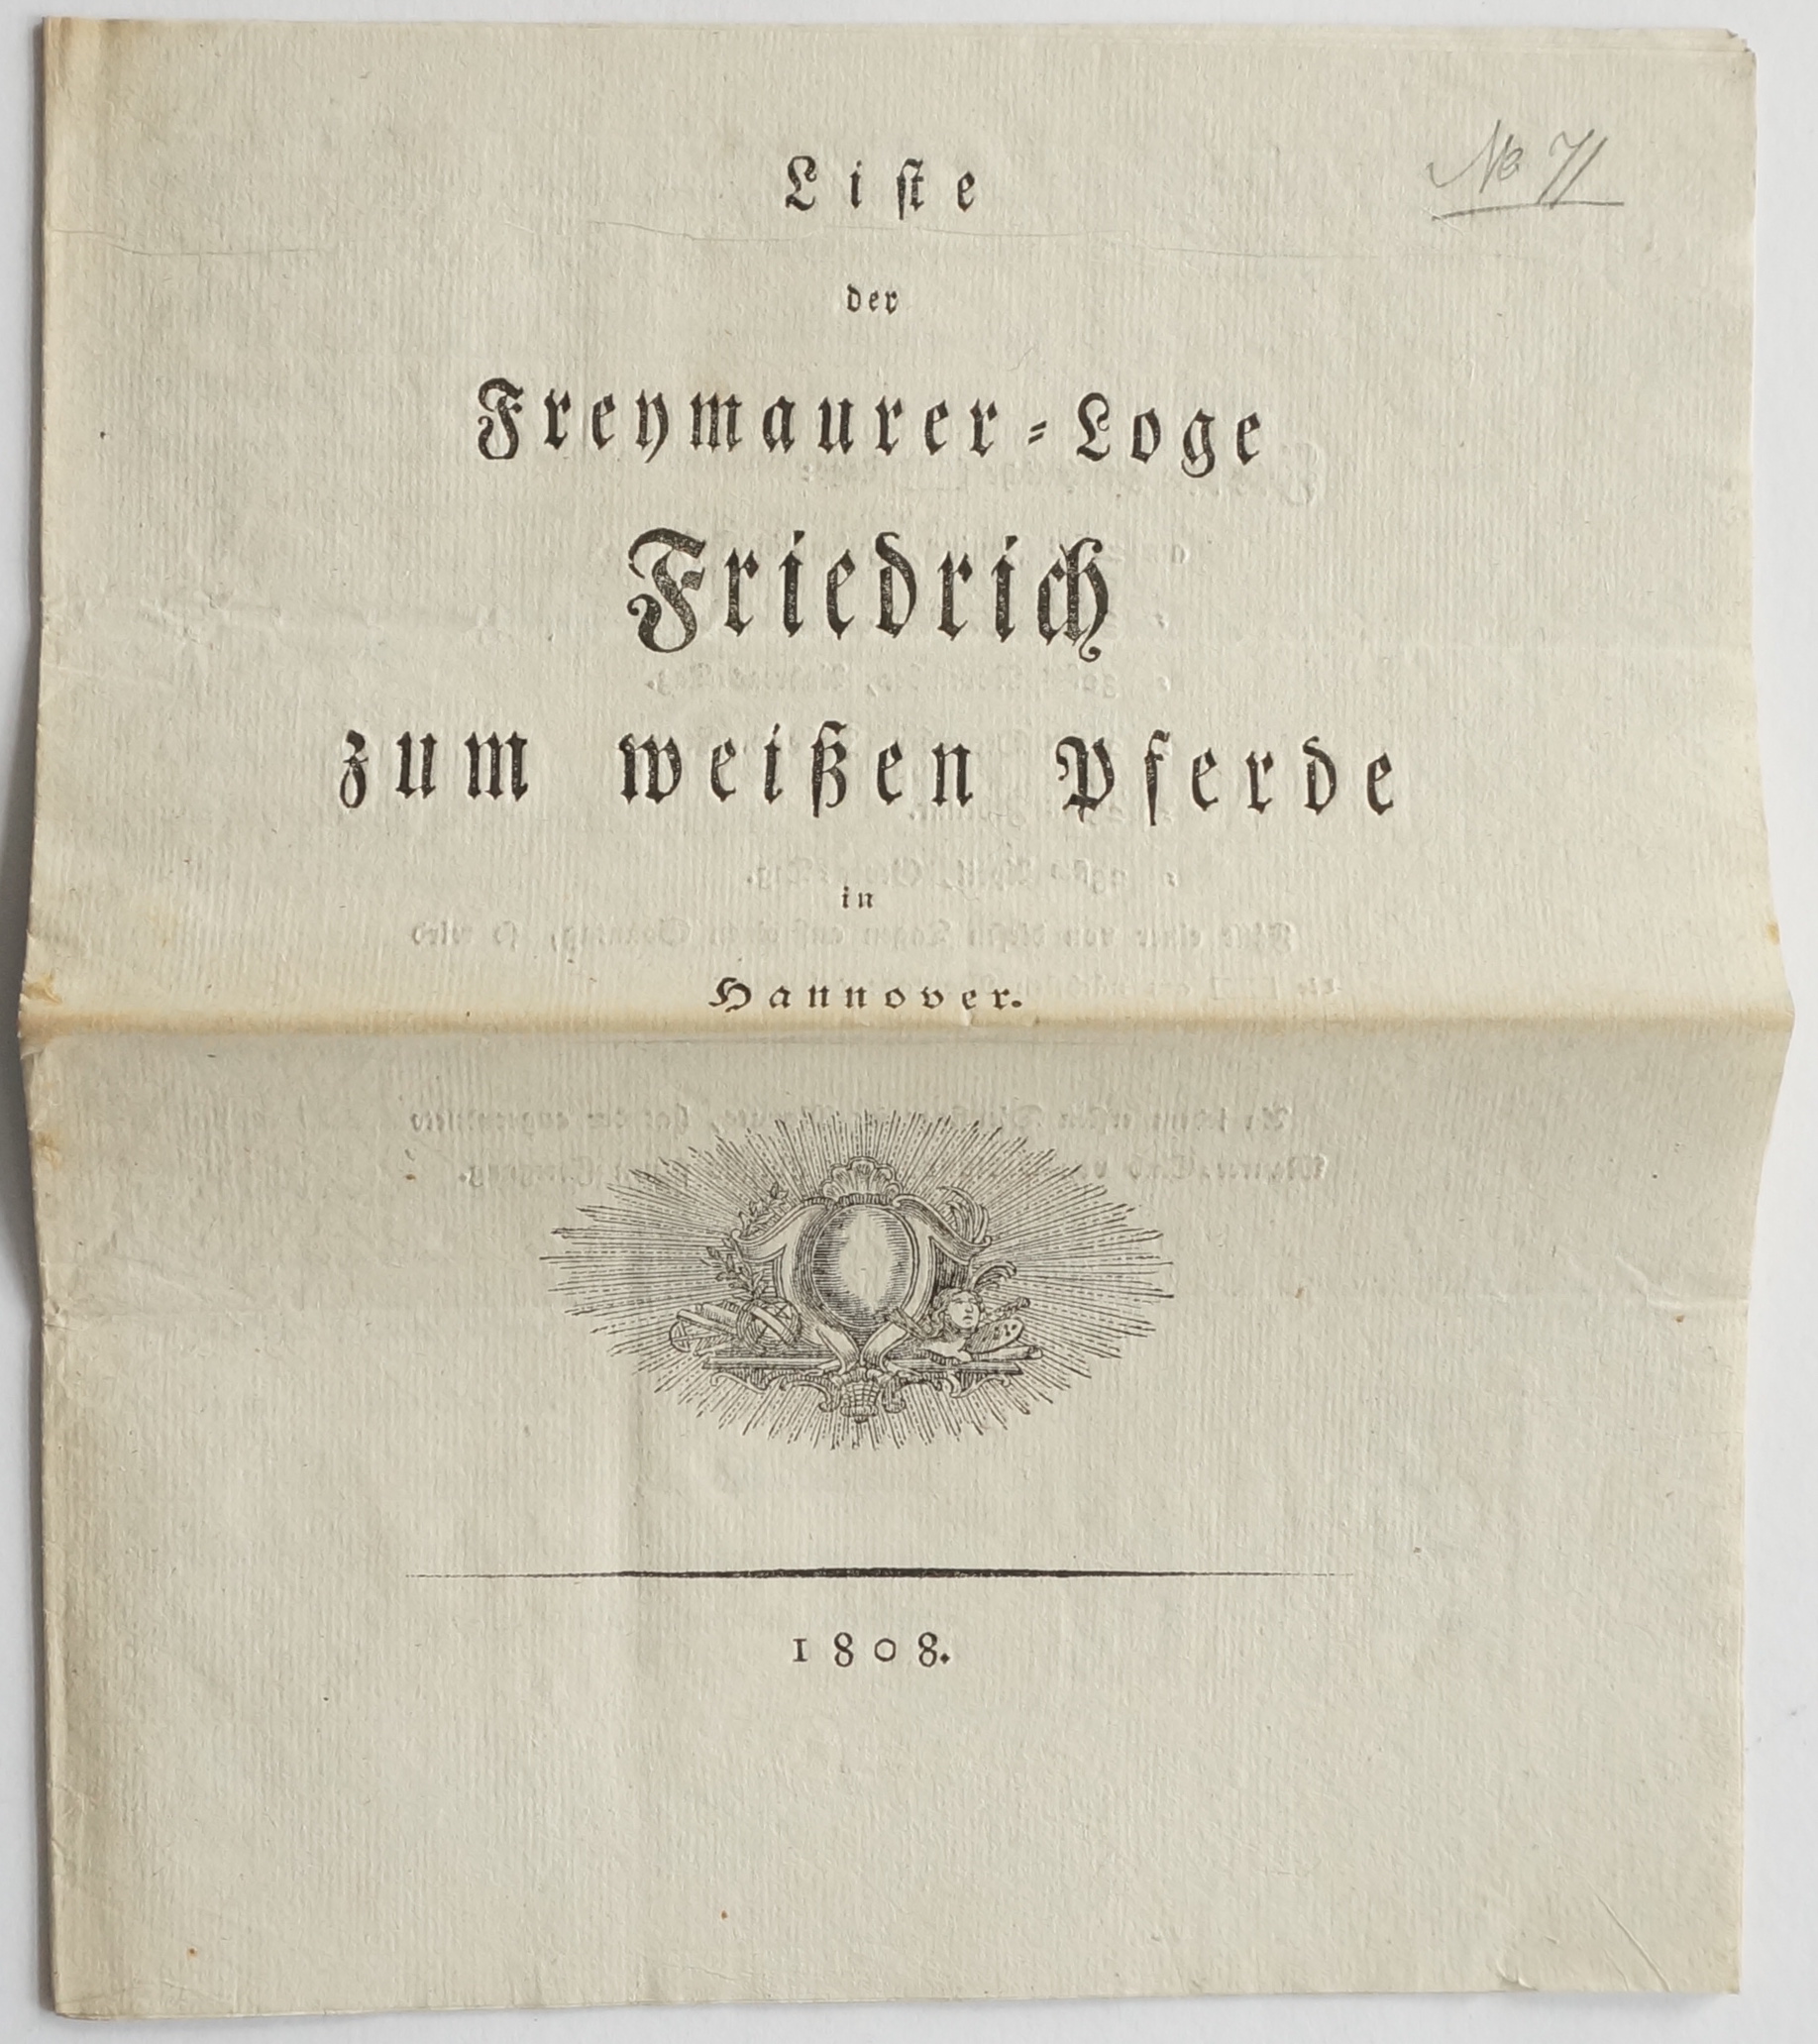 No 71
Liste
der
Freymaurer-Loge
Friedrich
zum weißen Pferde
in
Hannover.
1808.